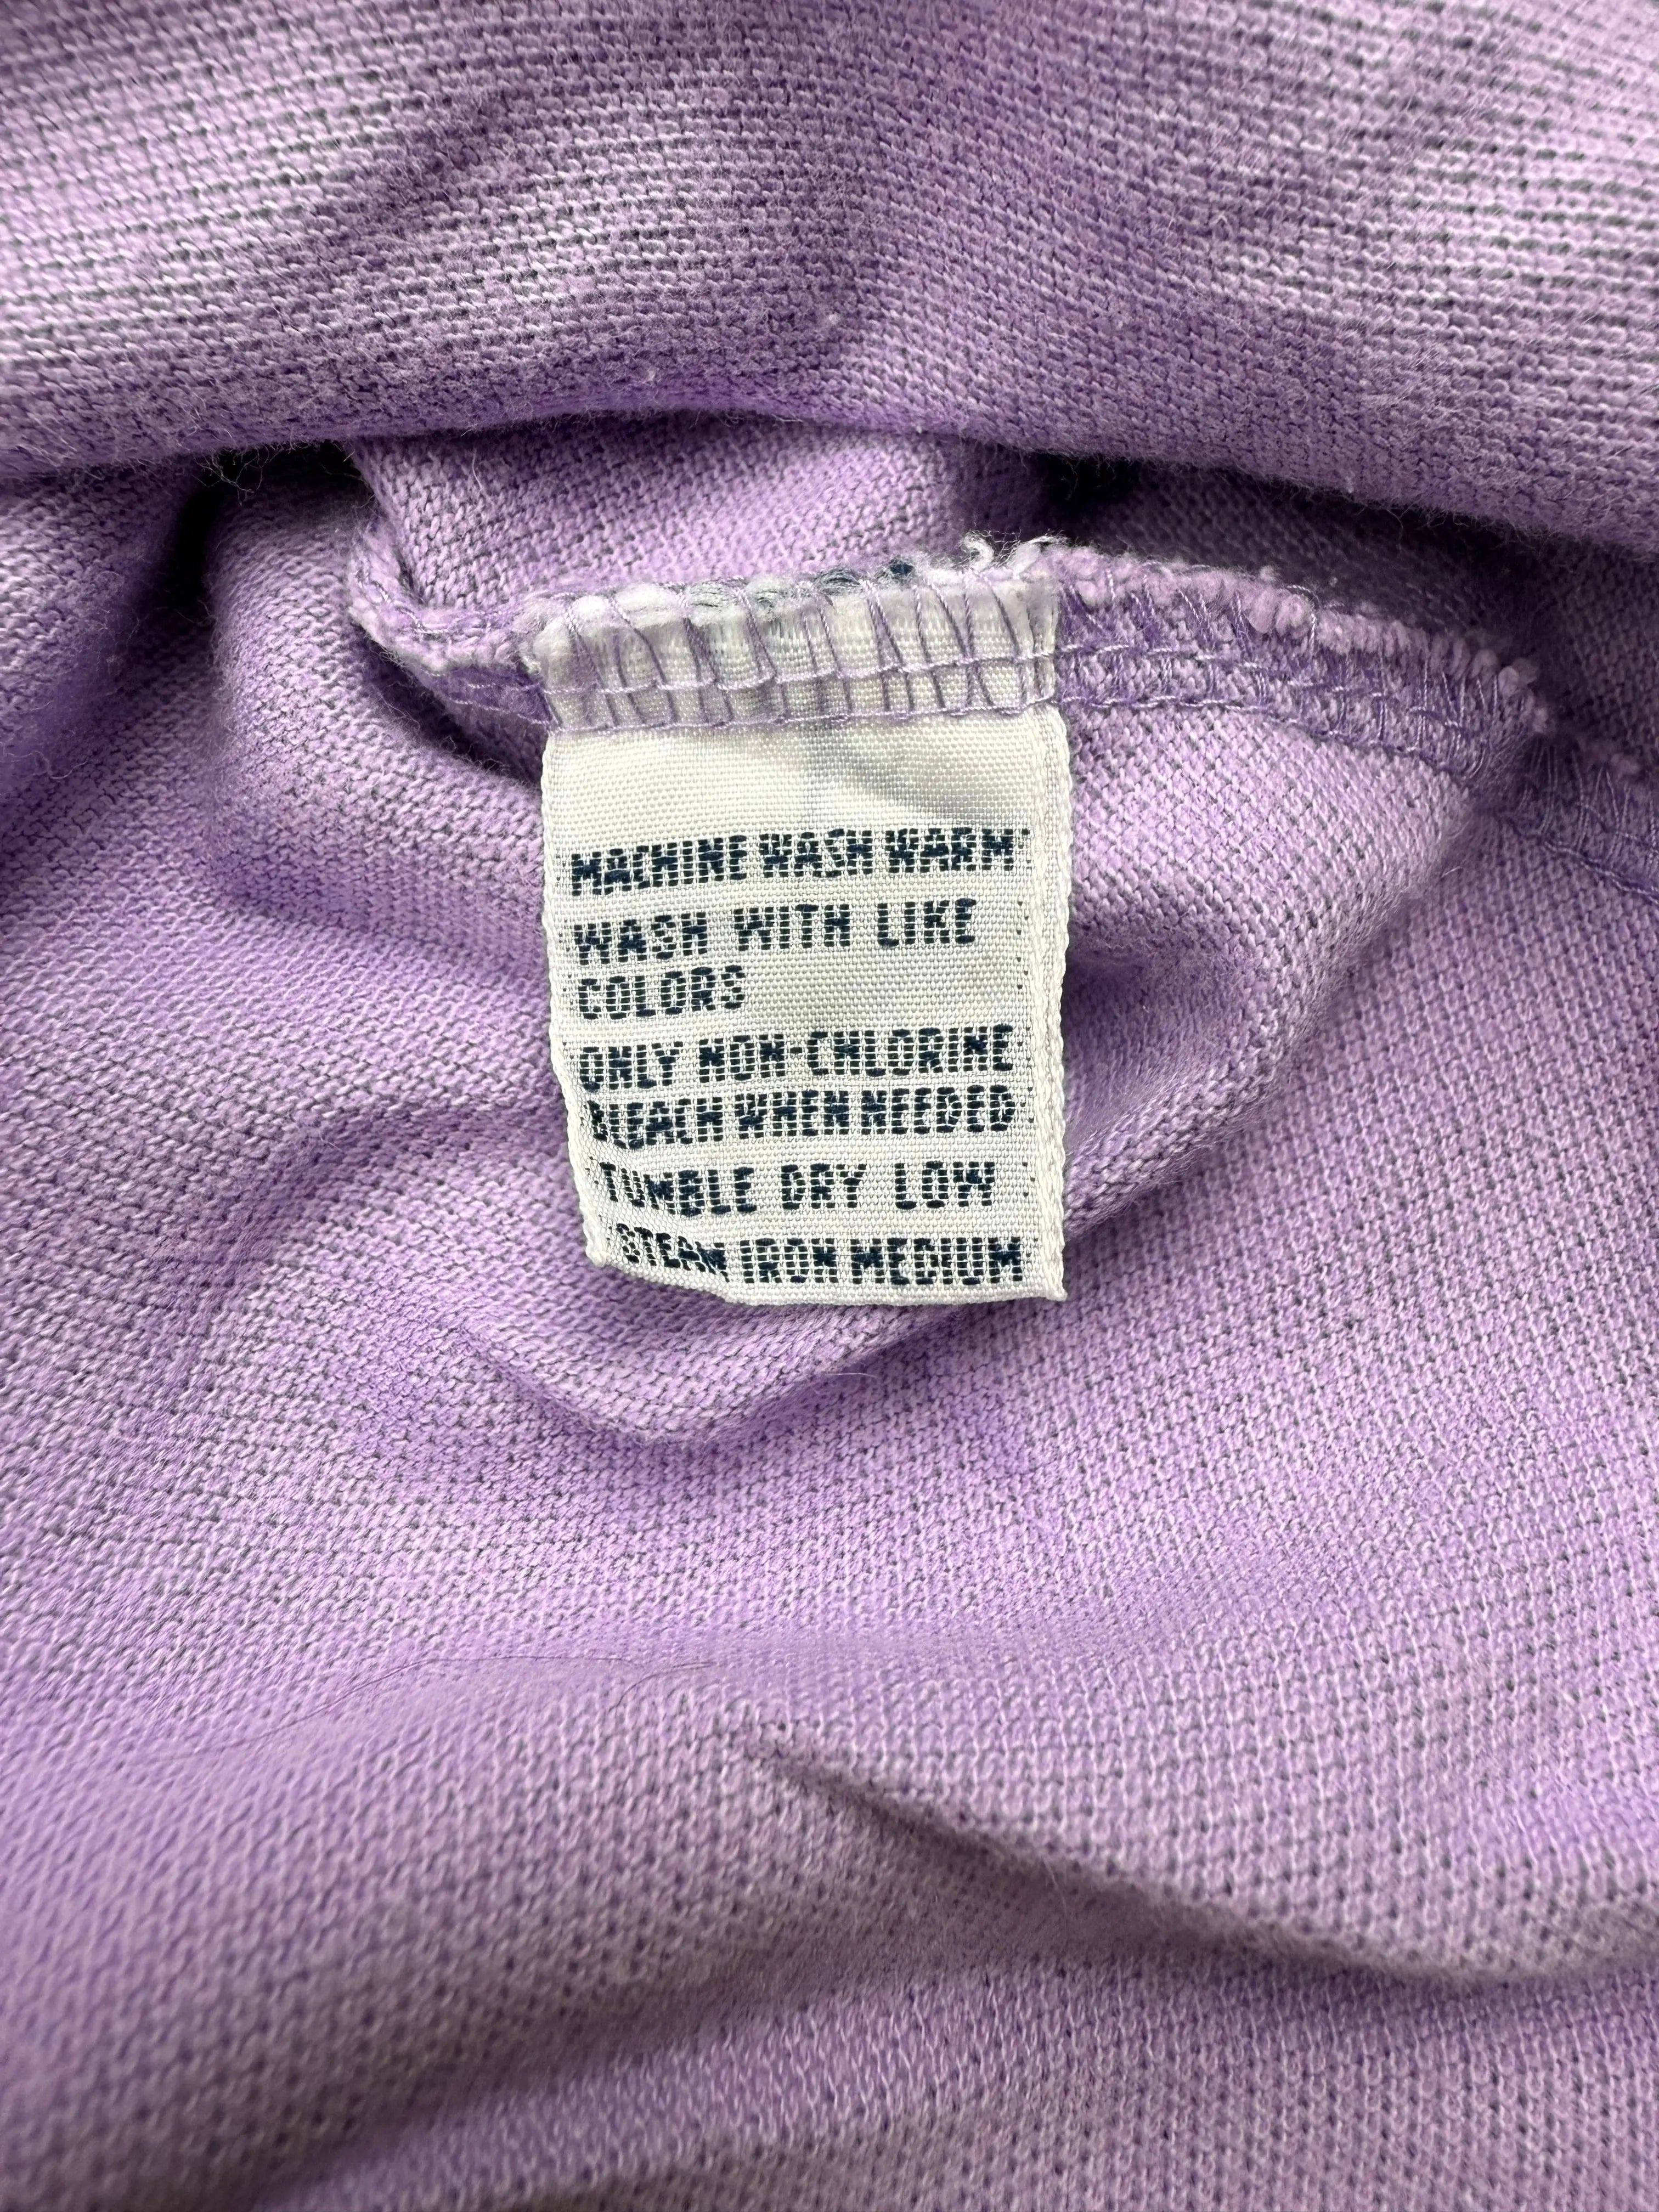 MACHINE WASH WARM
WASH WITH LIKE
COLORS
ONLY NON-CHLORINE
BLEACH WHEN NEEDED
TUMBLE DRY LOW
STEAM IRON MEDIUM